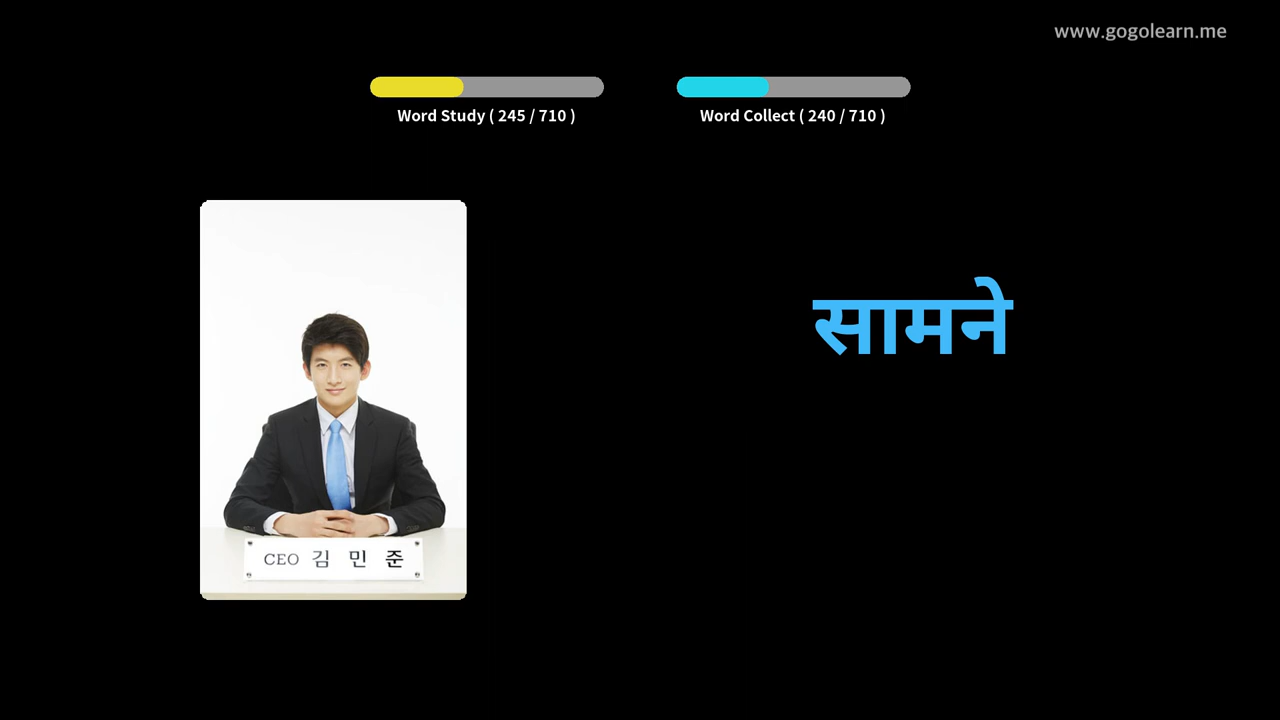 www.gogolearn.me
Word Study ( 245 / 710 )
Word Collect ( 240 / 710 )
सामने
CEO 김 민 준